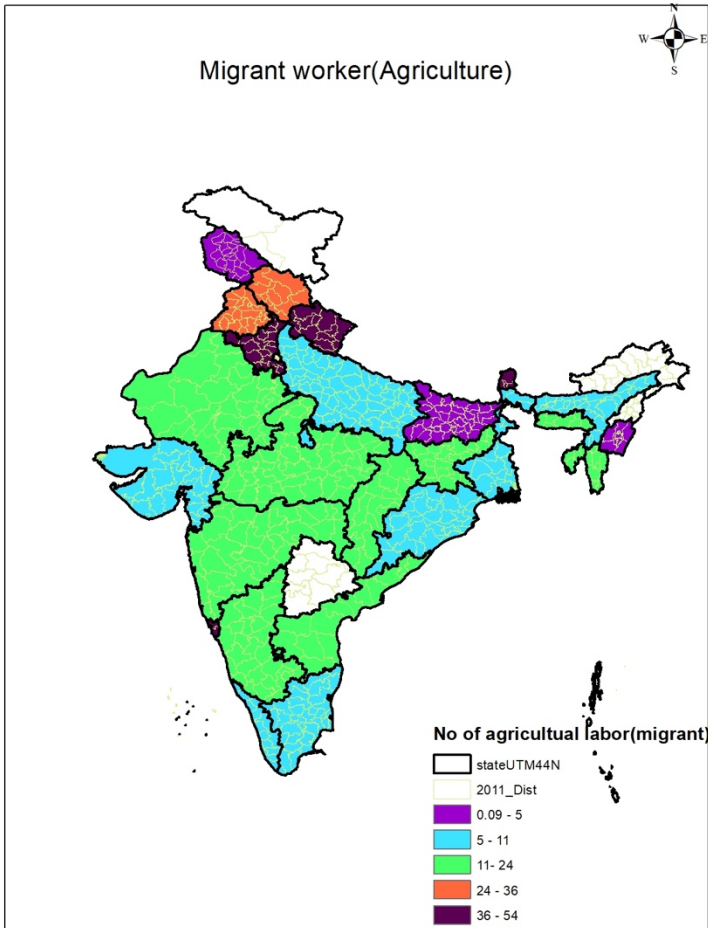 N
W E
S
Migrant worker(Agriculture)
No of agricultual labor(migrant)
stateUTM44N
2011_Dist
0.09 - 5
5 - 11
11- 24
24 - 36
36 - 54